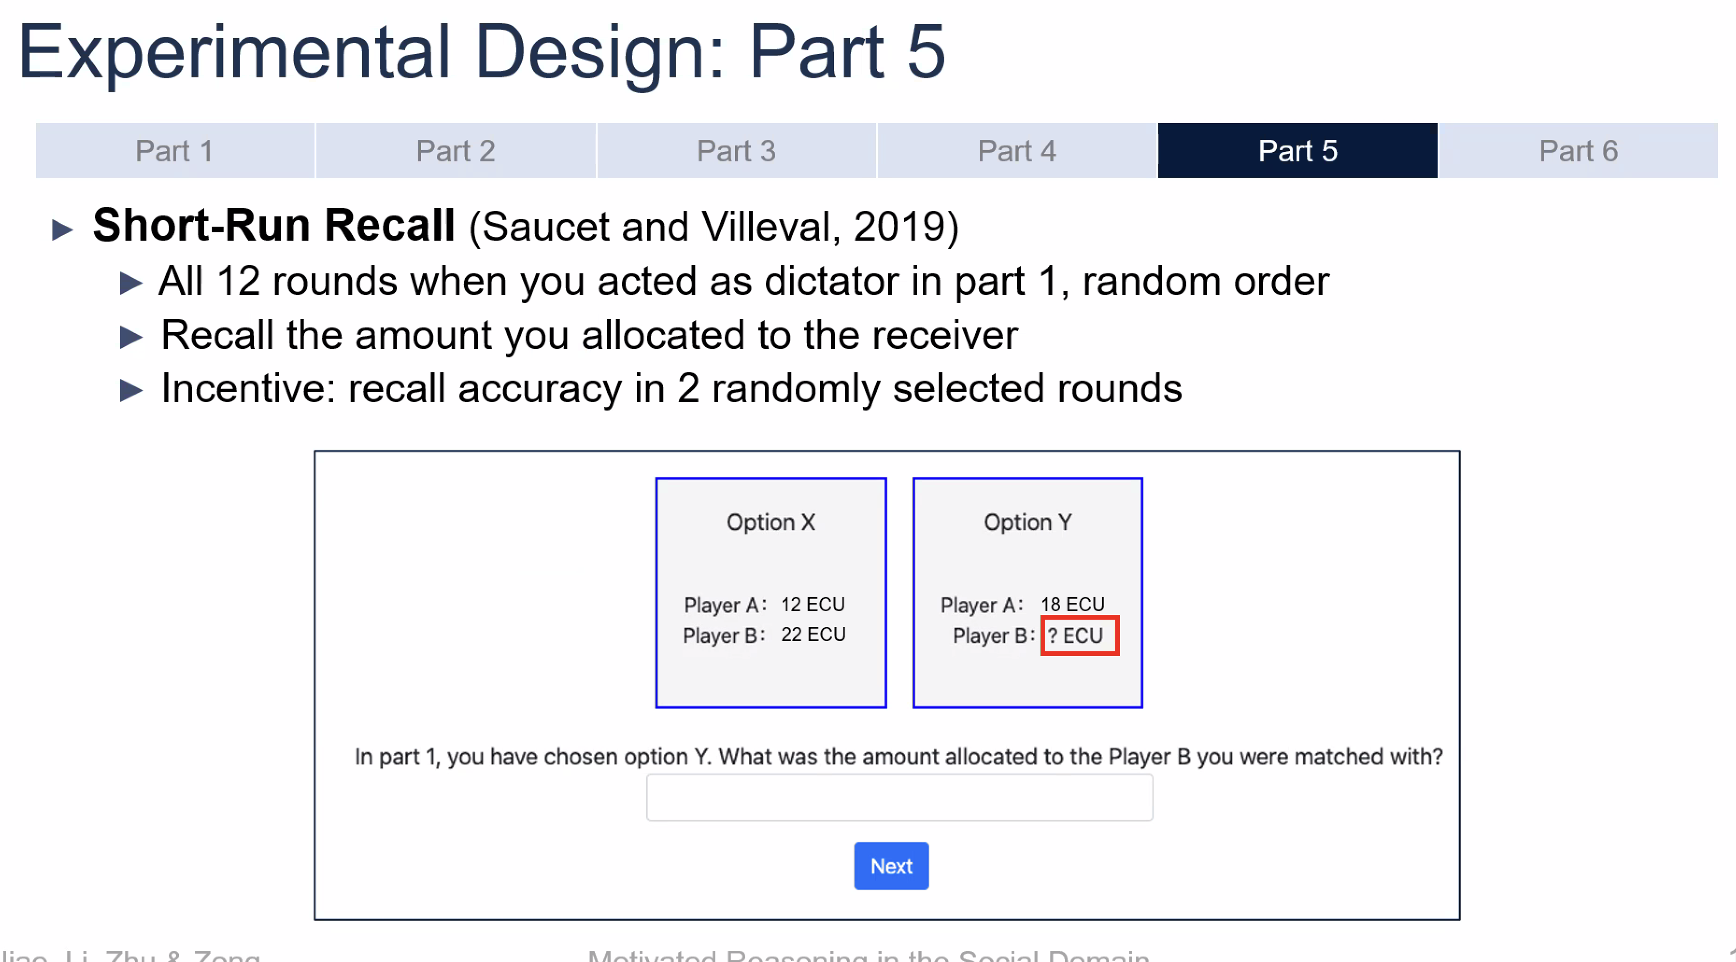 Experimental Design: Part 5
Part 1 Part 2 Part 3 Part 4 Part 5 Part 6
Short-Run Recall (Saucet and Villeval, 2019)
All 12 rounds when you acted as dictator in part 1, random order
Recall the amount you allocated to the receiver
Incentive: recall accuracy in 2 randomly selected rounds
Option X Option Y
Player A: 12 ECU Player A: 18 ECU
Player B: 22 ECU Player B: ? ECU
In part 1, you have chosen option Y. What was the amount allocated to the Player B you were matched with?
Next
Li, Zhu & Zong Motivated Reasoning in the Social Domain